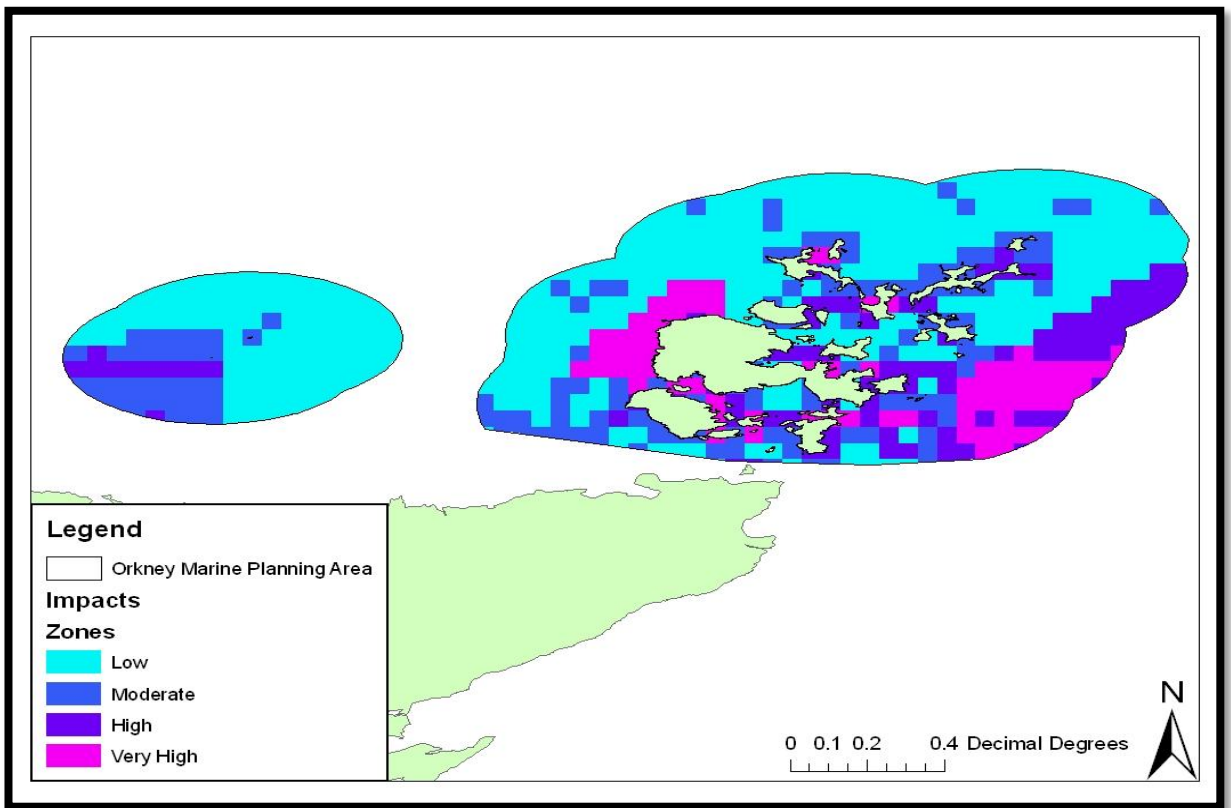 Legend
Orkney Marine Planning Area
Impacts
Zones
Low
Moderate
High
Very High
0 0.1 0.2 0.4 Decimal Degrees
N